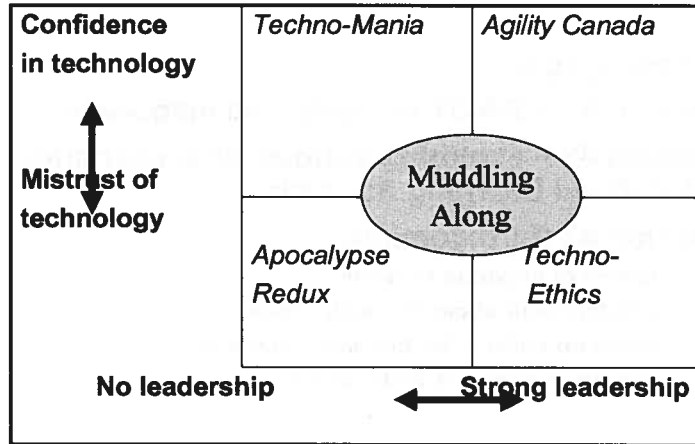 Confidence
in technology
Techno-Mania
Agility Canada
Mistrust of
technology
Muddling
Along
Apocalypse
Redux
Techno-
Ethics
No leadership
Strong leadership